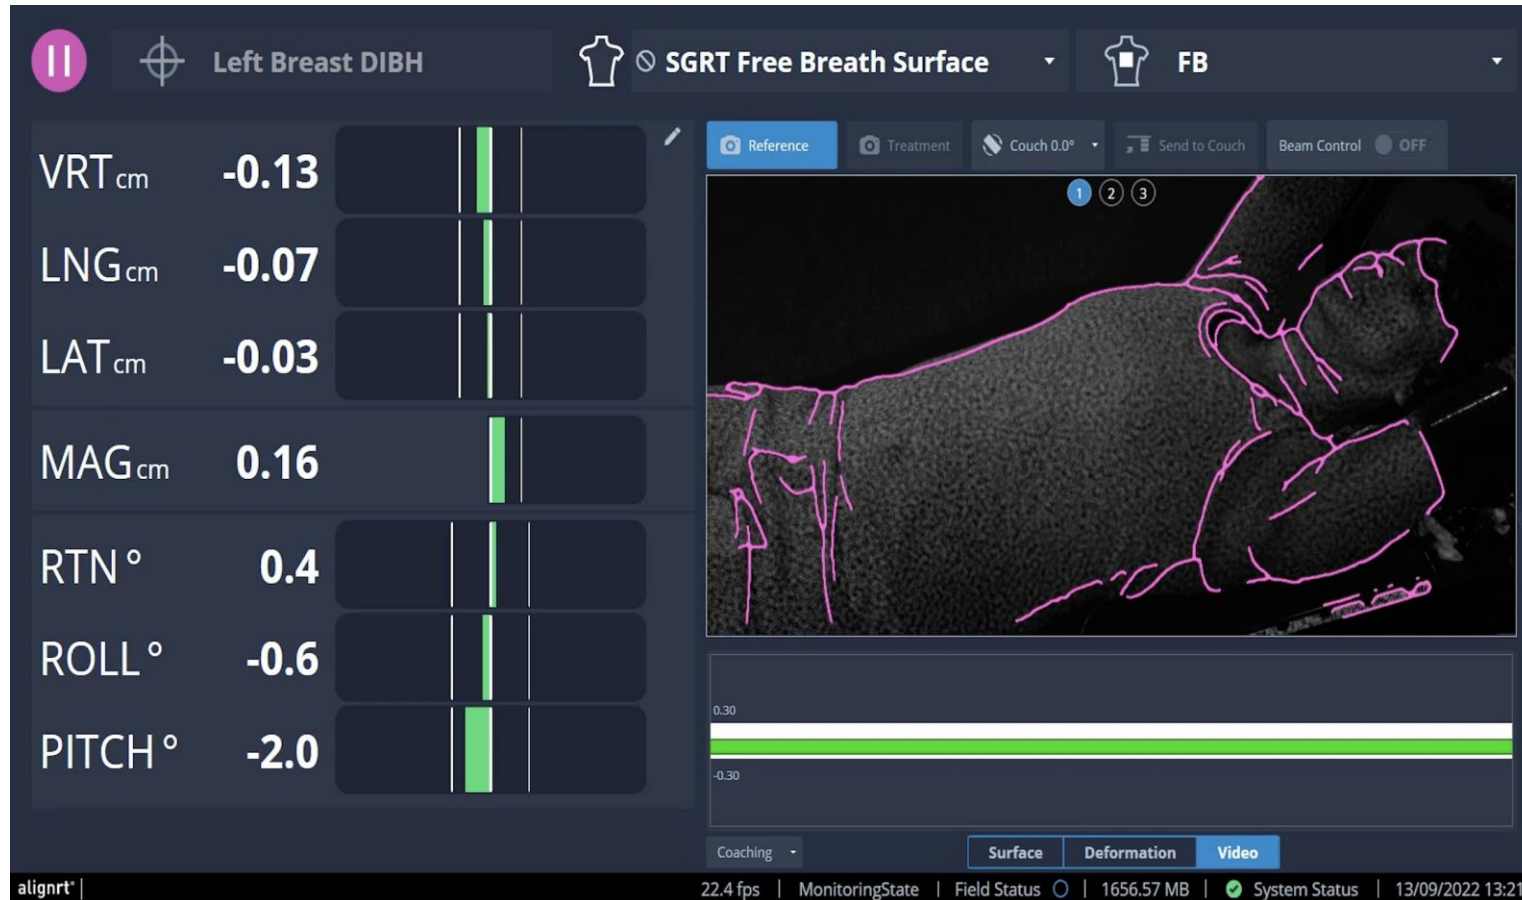 Left Breast DIBH
SGRT Free Breath Surface
FB
VRT cm -0.13
LNG cm -0.07
LAT cm -0.03
MAG cm 0.16
RTN ° 0.4
ROLL ° -0.6
PITCH ° -2.0
Reference
Treatment
Couch 0.0°
Send to Couch
Beam Control OFF
1 2 3
0.30
-0.30
Coaching
Surface
Deformation
Video
alignrt
22.4 fps | MonitoringState | Field Status | 1656.57 MB | System Status | 13/09/2022 13:21